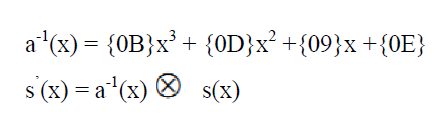 a⁻¹(x) = {0B}x³ + {0D}x² +{09}x +{0E}
s'(x) = a⁻¹(x) ⊗ s(x)